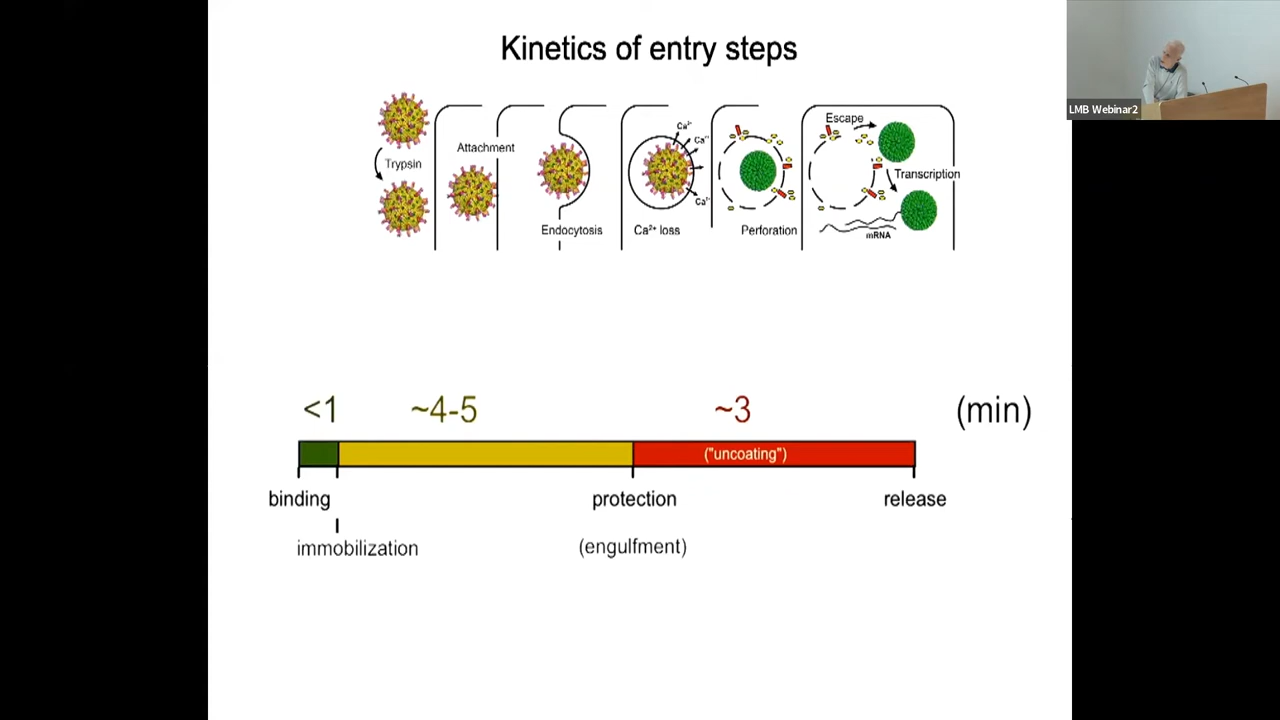 Kinetics of entry steps
LMB Webinar2
Trypsin
Attachment
Endocytosis
Ca²⁺
Ca²⁺ loss
Perforation
Escape
Transcription
mRNA
<1
~4-5
~3
(min)
("uncoating")
binding
protection
release
immobilization
(engulfment)